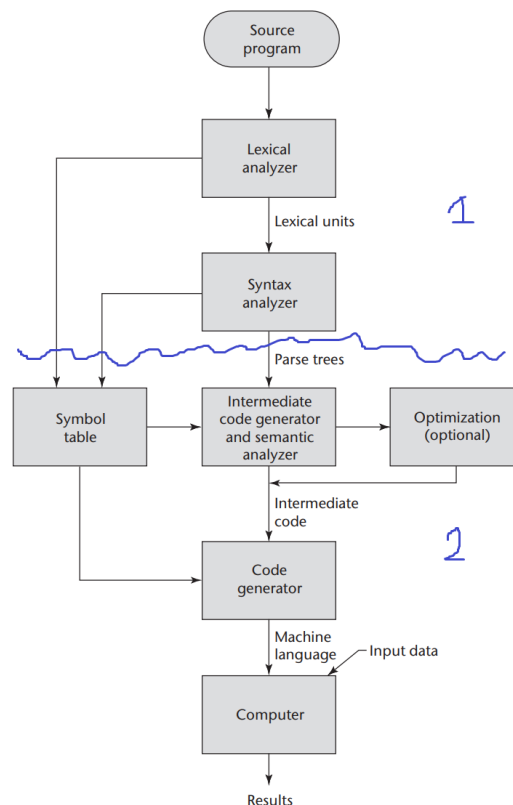 Source
program
Lexical
analyzer
1
Lexical units
Syntax
analyzer
Parse trees
Symbol
table
Intermediate
code generator
and semantic
analyzer
Optimization
(optional)
Intermediate
code
2
Code
generator
Machine
language
Input data
Computer
Results